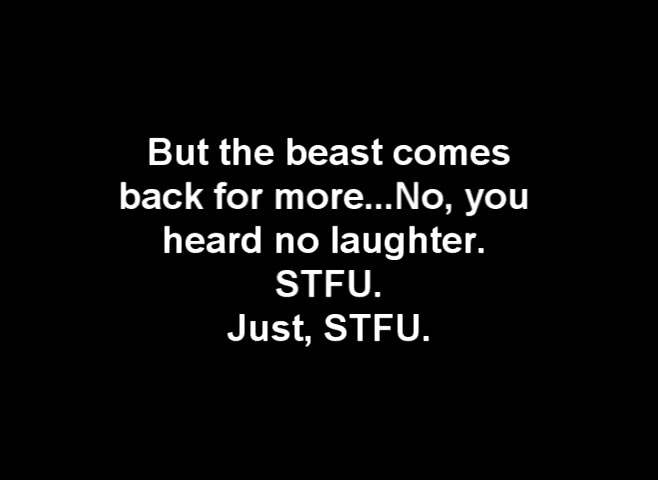 But the beast comes
back for more...No, you
heard no laughter.
STFU.
Just, STFU.